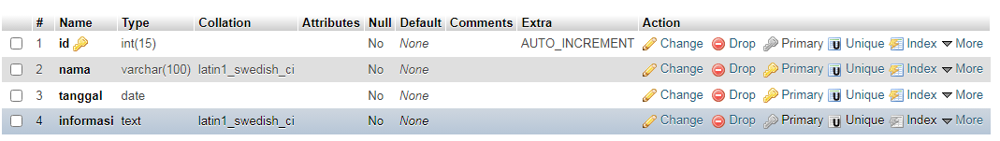 # Name Type Collation Attributes Null Default Comments Extra Action
1 id int(15) No None AUTO_INCREMENT Change Drop Primary Unique Index More
2 nama varchar(100) latin1_swedish_ci No None Change Drop Primary Unique Index More
3 tanggal date No None Change Drop Primary Unique Index More
4 informasi text latin1_swedish_ci No None Change Drop Primary Unique Index More